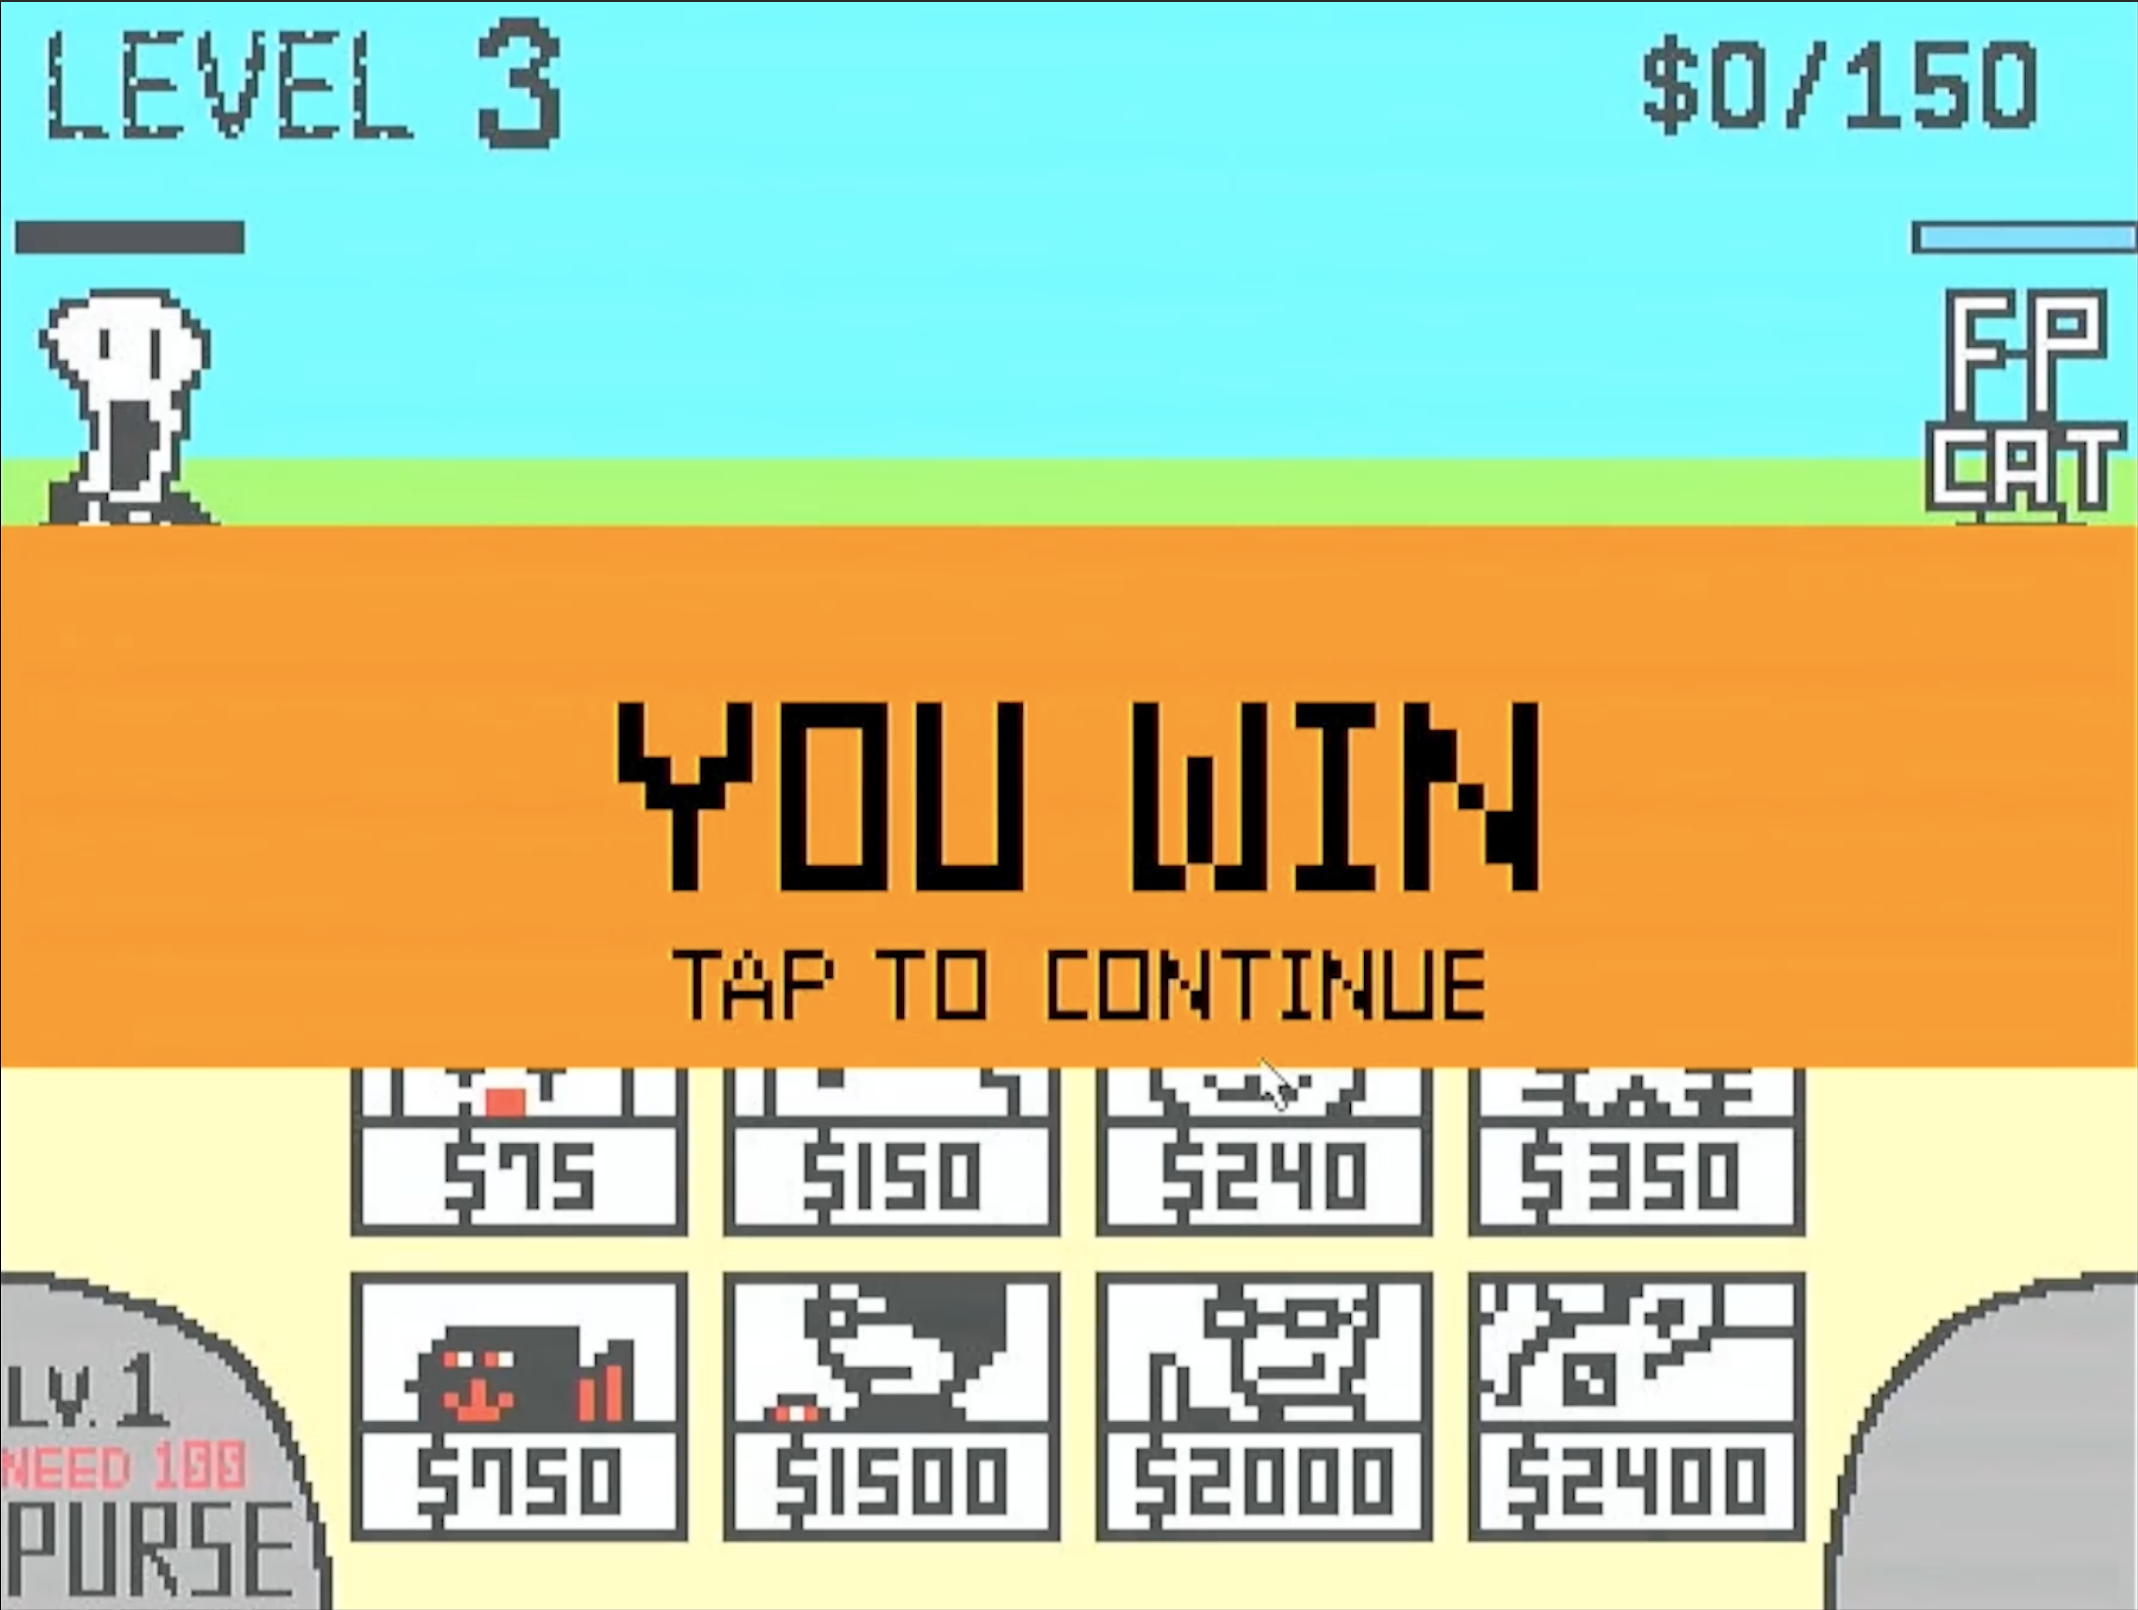 LEVEL 3
$0/150
FP
CAT
YOU WIN
TAP TO CONTINUE
$75
$150
$240
$350
$750
$1500
$2000
$2400
LV.1
NEED 100
PURSE